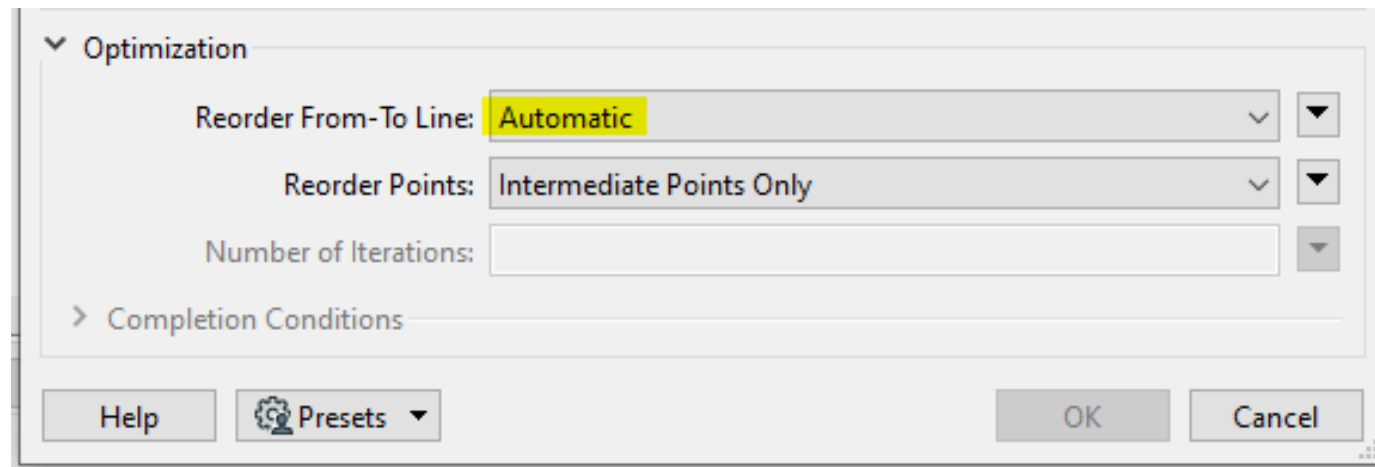 Optimization
Reorder From-To Line: Automatic
Reorder Points: Intermediate Points Only
Number of Iterations:
Completion Conditions
Help Presets OK Cancel